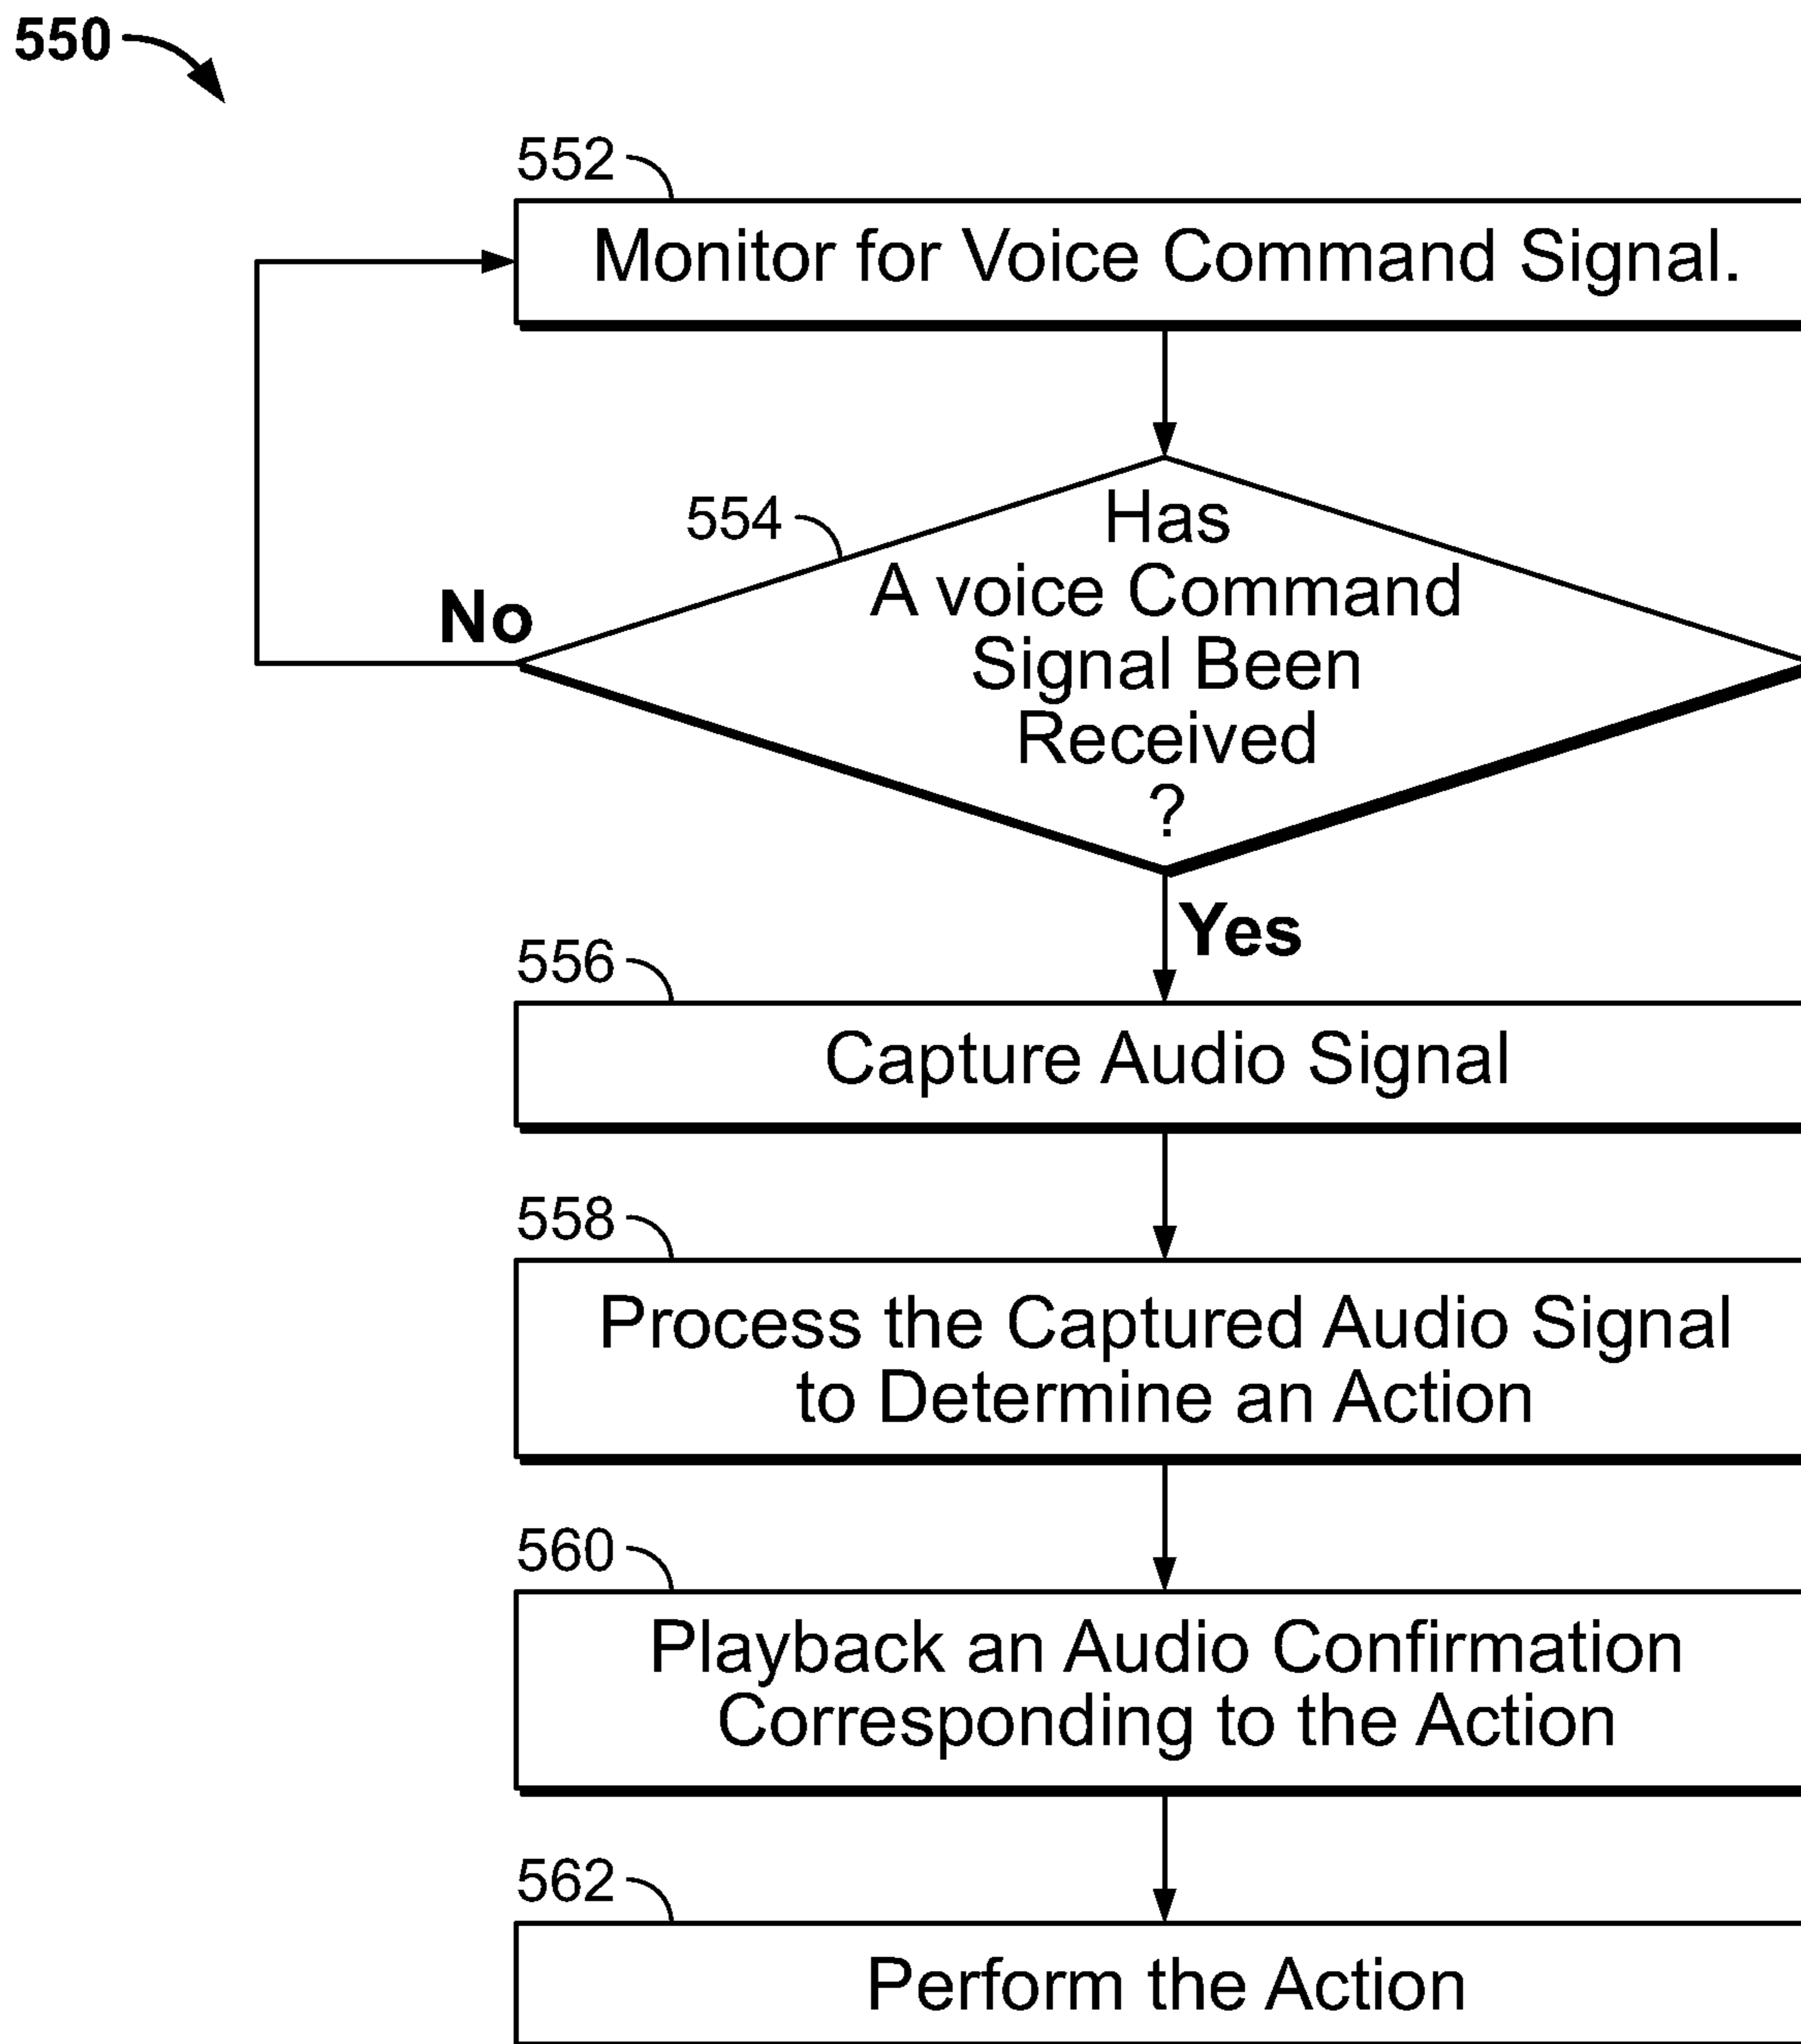 550
552
Monitor for Voice Command Signal.
554
Has
A voice Command
Signal Been
Received
?
No
Yes
556
Capture Audio Signal
558
Process the Captured Audio Signal
to Determine an Action
560
Playback an Audio Confirmation
Corresponding to the Action
562
Perform the Action